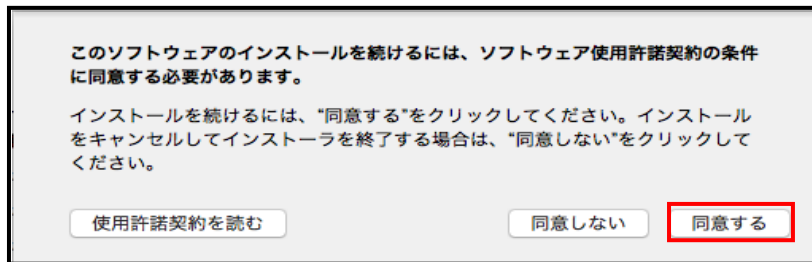 このソフトウェアのインストールを続けるには、ソフトウェア使用許諾契約の条件
に同意する必要があります。
インストールを続けるには、“同意する”をクリックしてください。インストール
をキャンセルしてインストーラを終了する場合は、“同意しない”をクリックして
ください。
使用許諾契約を読む 同意しない 同意する